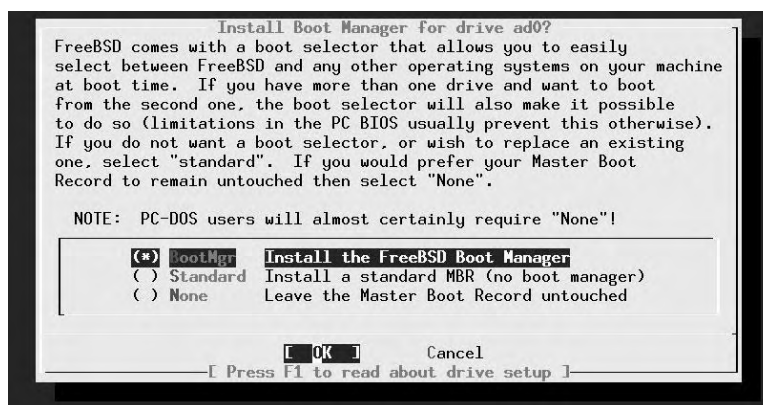 Install Boot Manager for drive ad0?
FreeBSD comes with a boot selector that allows you to easily
select between FreeBSD and any other operating systems on your machine
at boot time.  If you have more than one drive and want to boot
from the second one, the boot selector will also make it possible
to do so (limitations in the PC BIOS usually prevent this otherwise).
If you do not want a boot selector, or wish to replace an existing
one, select "standard".  If you would prefer your Master Boot
Record to remain untouched then select "None".
NOTE:  PC-DOS users will almost certainly require "None"!
(*) BootMgr   Install the FreeBSD Boot Manager
( ) Standard  Install a standard MBR (no boot manager)
( ) None      Leave the Master Boot Record untouched
[  OK  ]      Cancel
[ Press F1 to read about drive setup ]